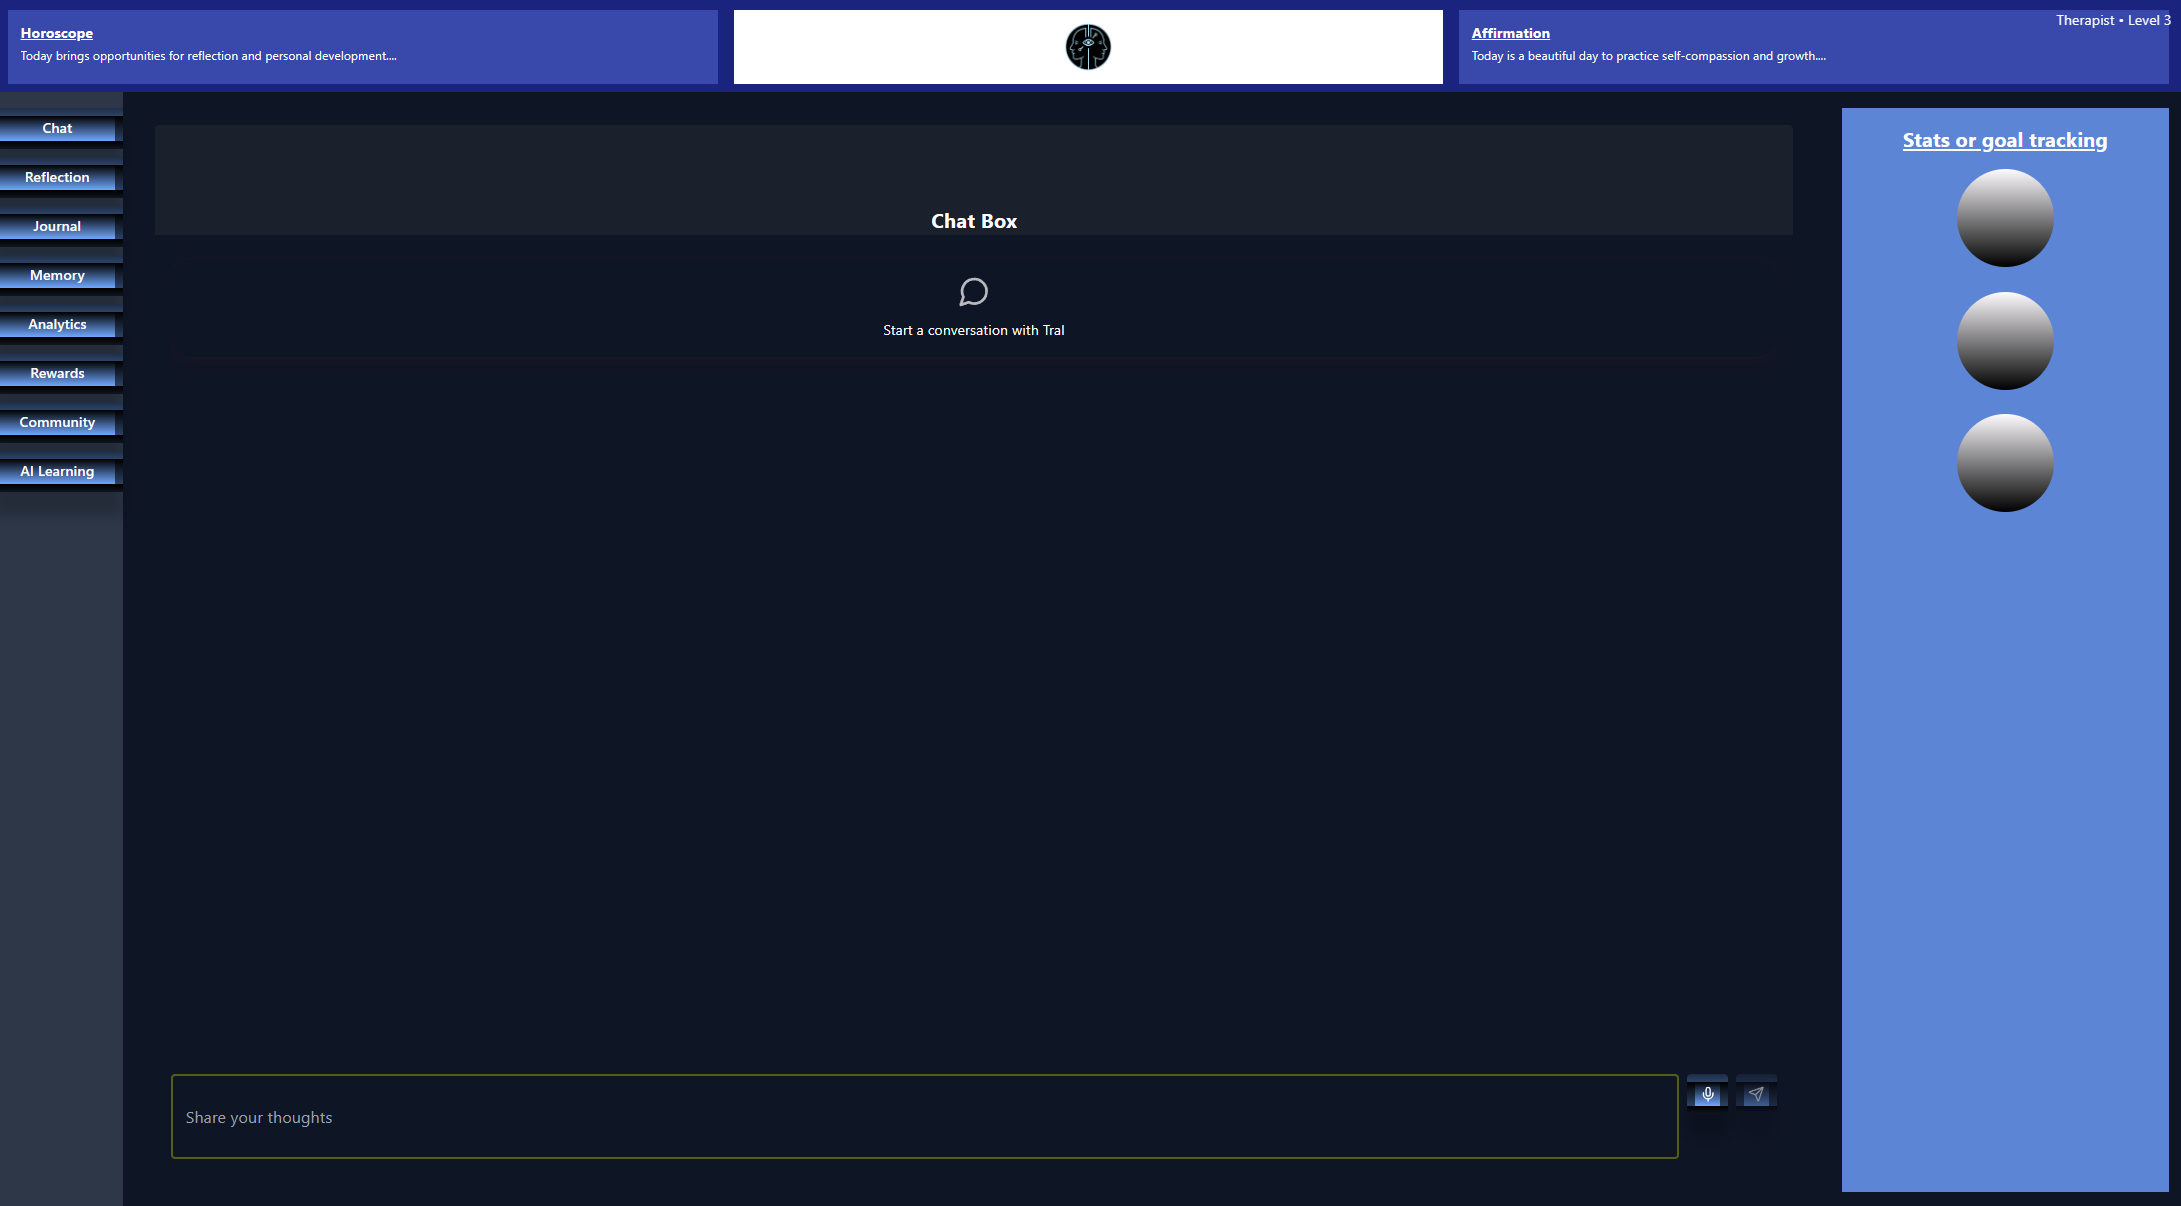 Horoscope
Today brings opportunities for reflection and personal development....
Affirmation
Today is a beautiful day to practice self-compassion and growth....
Therapist • Level 3
Chat
Reflection
Journal
Memory
Analytics
Rewards
Community
AI Learning
Chat Box
Start a conversation with Tral
Share your thoughts
Stats or goal tracking